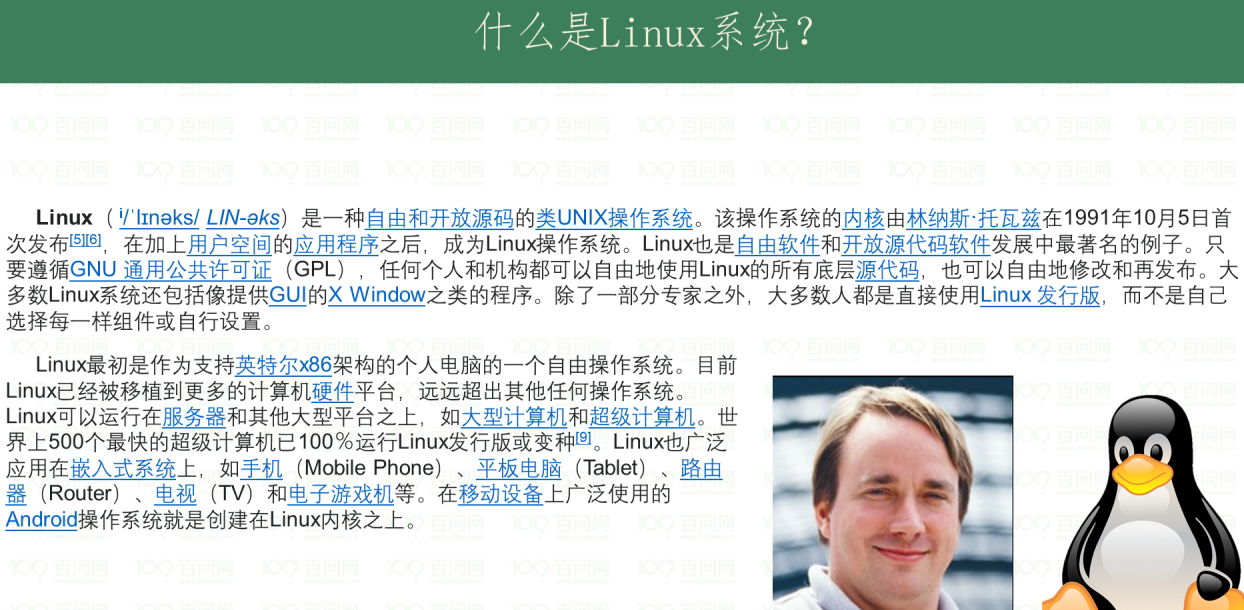 什么是Linux系统？
Linux（ i/ˈlɪnəks/ LIN-əks）是一种自由和开放源码的类UNIX操作系统。该操作系统的内核由林纳斯·托瓦兹在1991年10月5日首
次发布[5][6]，在加上用户空间的应用程序之后，成为Linux操作系统。Linux也是自由软件和开放源代码软件发展中最著名的例子。只
要遵循GNU 通用公共许可证（GPL），任何个人和机构都可以自由地使用Linux的所有底层源代码，也可以自由地修改和再发布。大
多数Linux系统还包括像提供GUI的X Window之类的程序。除了一部分专家之外，大多数人都是直接使用Linux 发行版，而不是自己
选择每一样组件或自行设置。
Linux最初是作为支持英特尔x86架构的个人电脑的一个自由操作系统。目前
Linux已经被移植到更多的计算机硬件平台，远远超出其他任何操作系统。
Linux可以运行在服务器和其他大型平台之上，如大型计算机和超级计算机。世
界上500个最快的超级计算机已100％运行Linux发行版或变种[9]。Linux也广泛
应用在嵌入式系统上，如手机（Mobile Phone）、平板电脑（Tablet）、路由
器（Router）、电视（TV）和电子游戏机等。在移动设备上广泛使用的
Android操作系统就是创建在Linux内核之上。